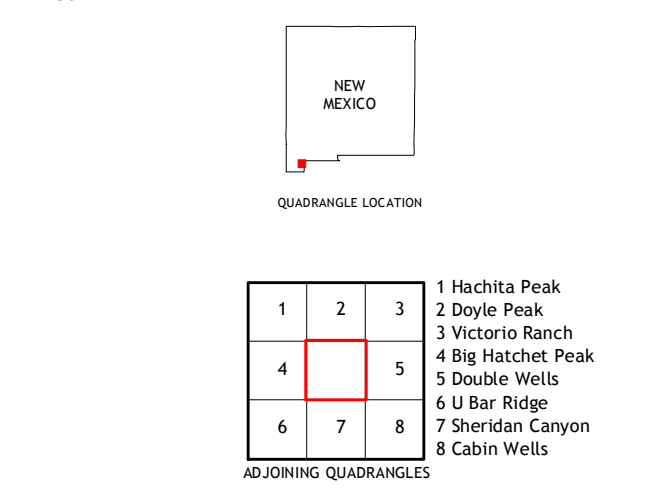 NEW
MEXICO
QUADRANGLE LOCATION
1 2 3
4 5
6 7 8
1 Hachita Peak
2 Doyle Peak
3 Victorio Ranch
4 Big Hatchet Peak
5 Double Wells
6 U Bar Ridge
7 Sheridan Canyon
8 Cabin Wells
ADJOINING QUADRANGLES